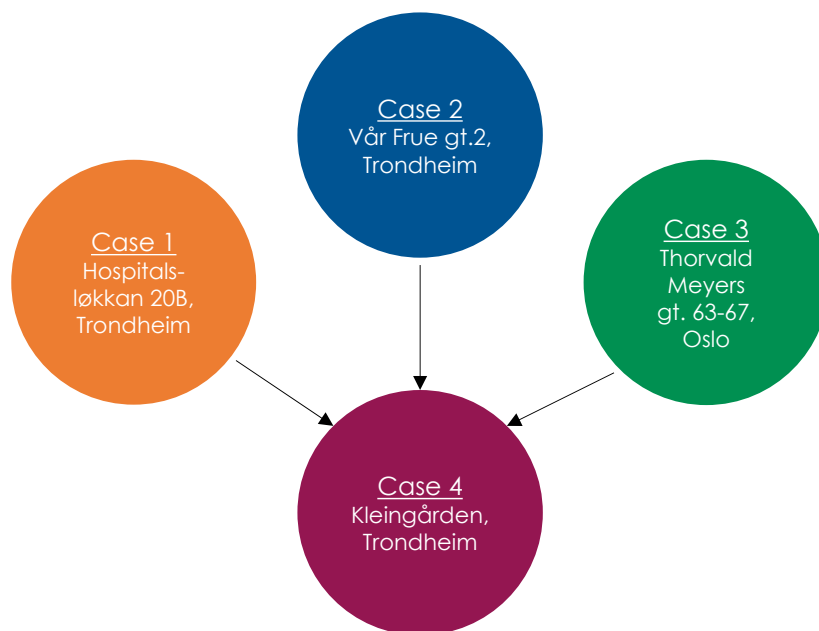 Case 1
Hospitals-
løkkan 20B,
Trondheim
Case 2
Vår Frue gt.2,
Trondheim
Case 3
Thorvald
Meyers
gt. 63-67,
Oslo
Case 4
Kleingården,
Trondheim